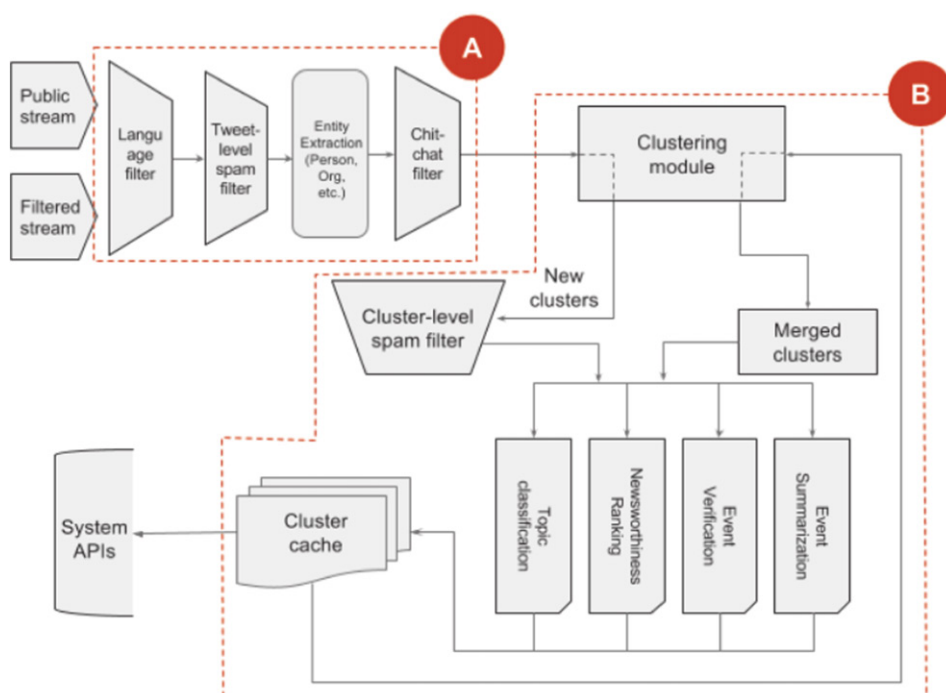 A
B
Public
stream
Filtered
stream
Langu
age
filter
Tweet-
level
spam
filter
Entity
Extraction
(Person,
Org,
etc.)
Chit-
chat
filter
Clustering
module
New
clusters
Cluster-level
spam filter
Merged
clusters
Topic
classification
Newsworthiness
Ranking
Event
Verification
Event
Summarization
Cluster
cache
System
APIs